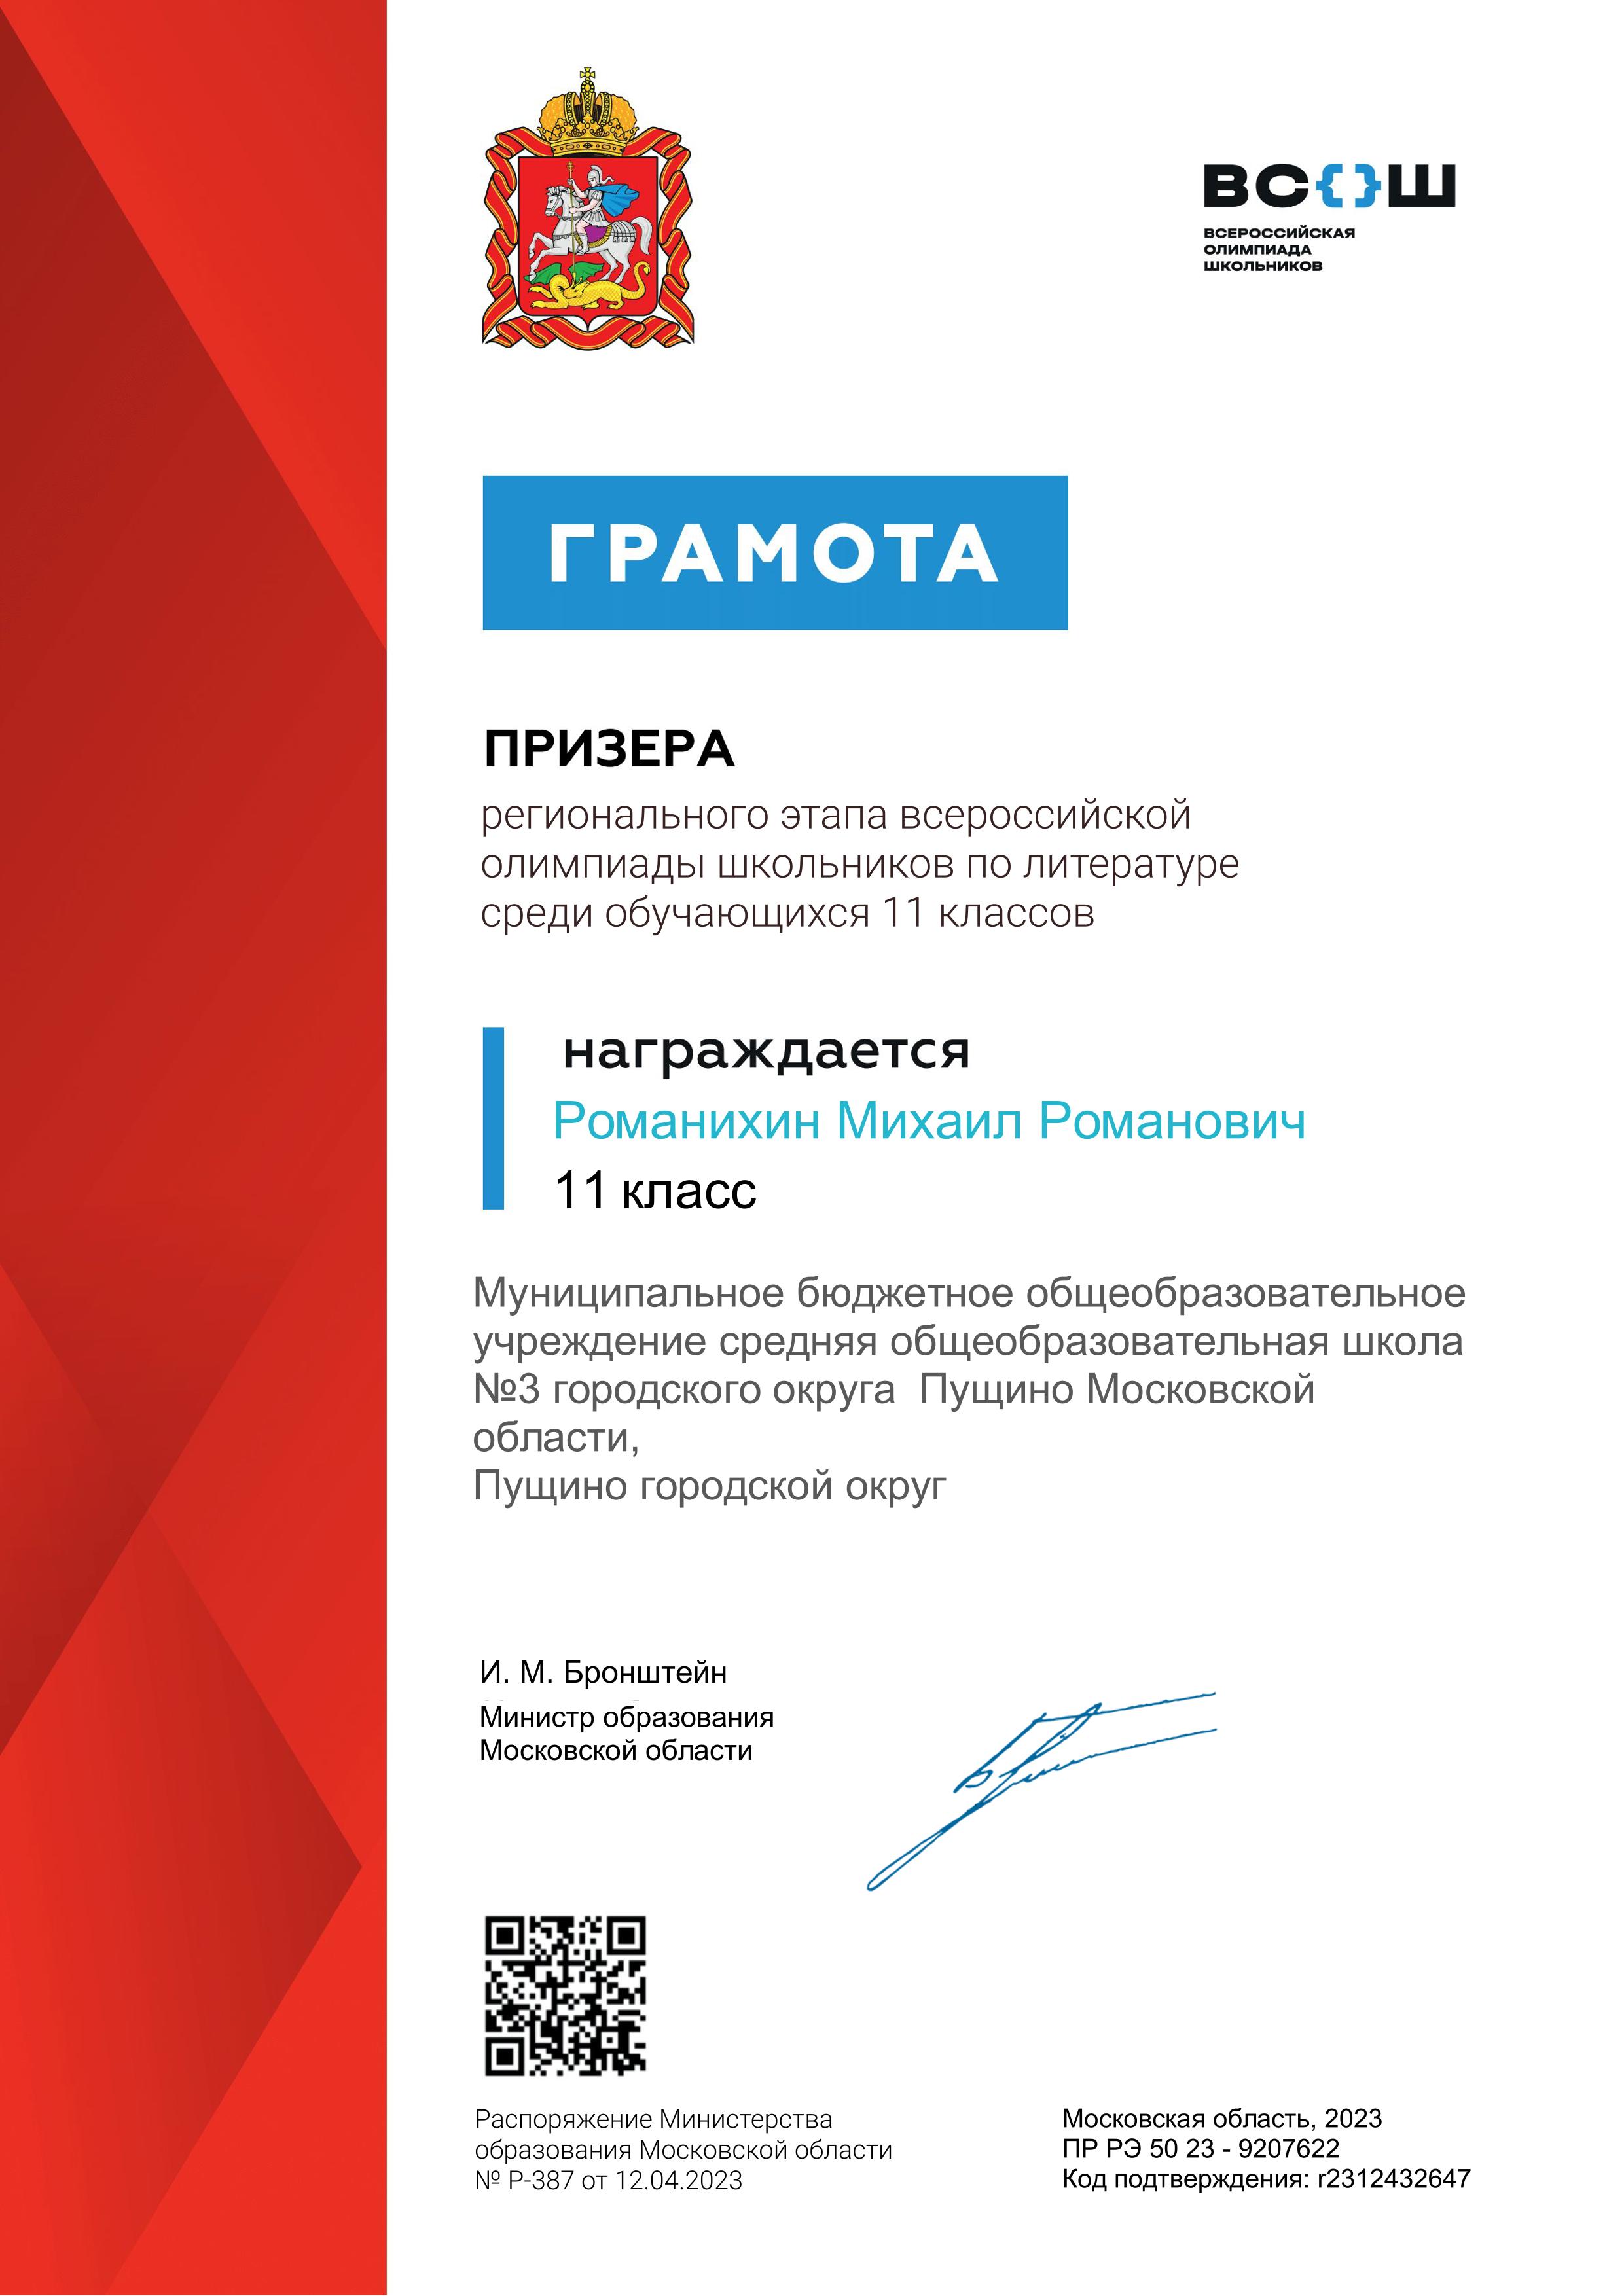 ВСОШ
ВСЕРОССИЙСКАЯ
ОЛИМПИАДА
ШКОЛЬНИКОВ
ГРАМОТА
ПРИЗЕРА
регионального этапа всероссийской
олимпиады школьников по литературе
среди обучающихся 11 классов
награждается
Романихин Михаил Романович
11 класс
Муниципальное бюджетное общеобразовательное
учреждение средняя общеобразовательная школа
№3 городского округа  Пущино Московской
области,
Пущино городской округ
И. М. Бронштейн
Министр образования
Московской области
Распоряжение Министерства
образования Московской области
№ Р-387 от 12.04.2023
Московская область, 2023
ПР РЭ 50 23 - 9207622
Код подтверждения: r2312432647